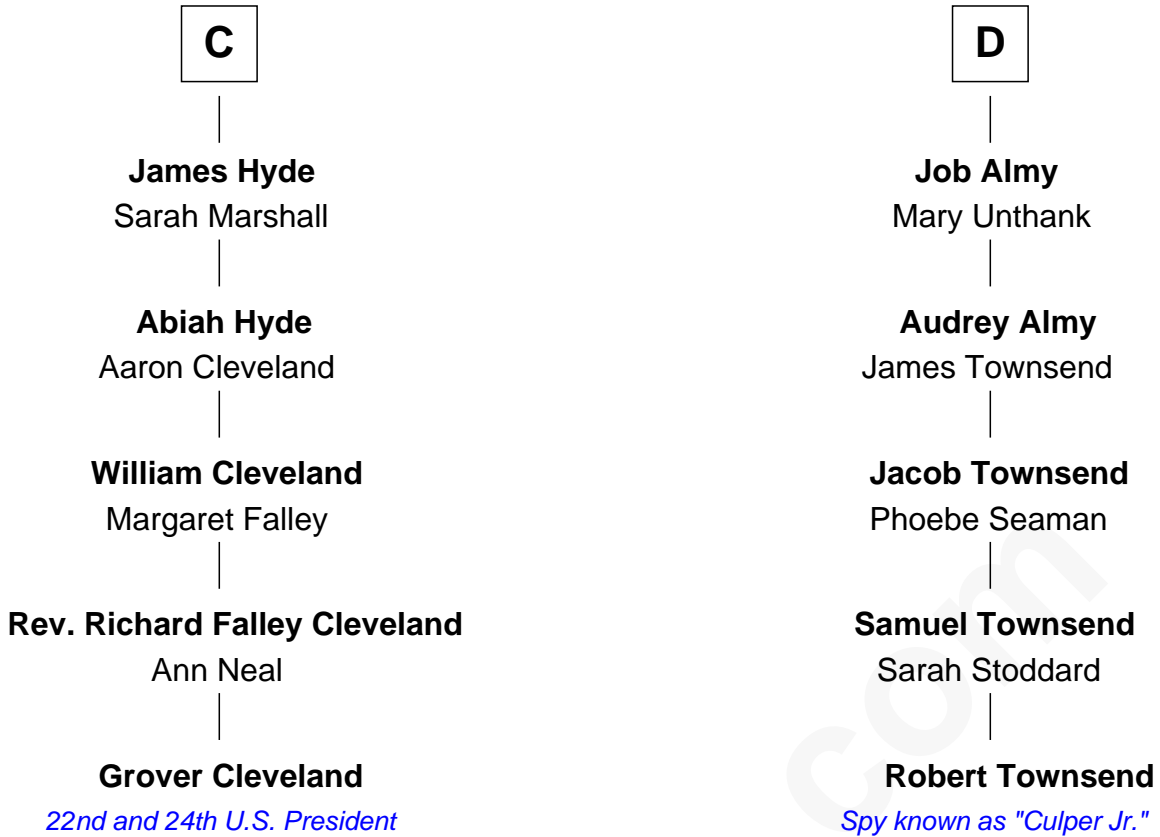 C
James Hyde
Sarah Marshall
Abiah Hyde
Aaron Cleveland
William Cleveland
Margaret Falley
Rev. Richard Falley Cleveland
Ann Neal
Grover Cleveland
22nd and 24th U.S. President
D
Job Almy
Mary Unthank
Audrey Almy
James Townsend
Jacob Townsend
Phoebe Seaman
Samuel Townsend
Sarah Stoddard
Robert Townsend
Spy known as "Culper Jr."
com